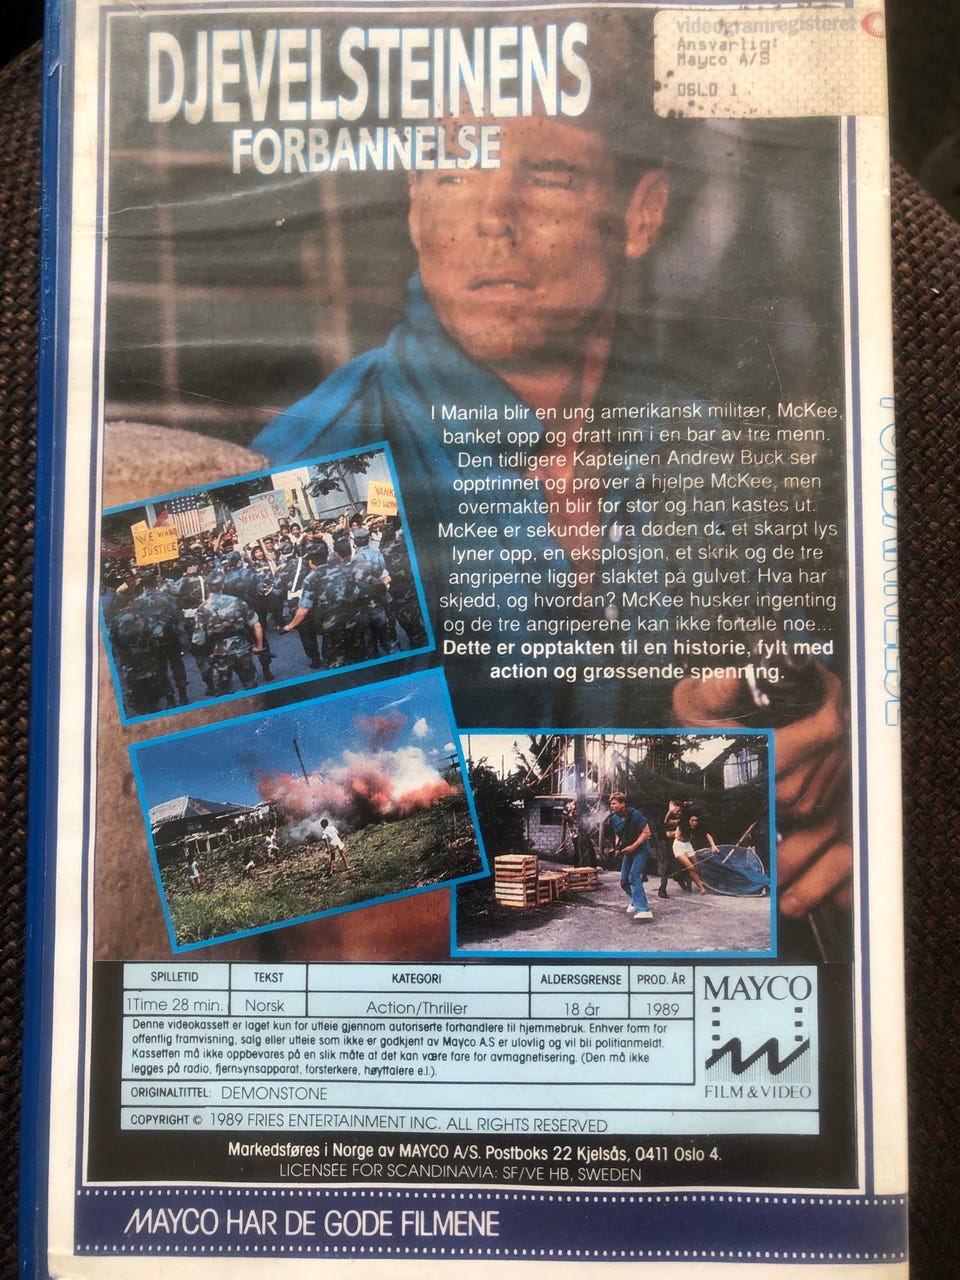 DJEVELSTEINENS
FORBANNELSE
videogramregisteret
Ansvarlig:
Mayco A/S
OSLO 1
I Manila blir en ung amerikansk militær, McKee,
banket opp og dratt inn i en bar av tre menn.
Den tidligere Kapteinen Andrew Buck ser
opptrinnet og prøver å hjelpe McKee, men
overmakten blir for stor og han kastes ut.
McKee er sekunder fra døden da et skarpt lys
lyner opp, en eksplosjon, et skrik og de tre
angriperne ligger slaktet på gulvet. Hva har
skjedd, og hvordan? McKee husker ingenting
og de tre angriperene kan ikke fortelle noe...
Dette er opptakten til en historie, fylt med
action og grøssende spenning.
WE WANT
JUSTICE
YANKEE
GO HOME
SPILLETID TEKST KATEGORI ALDERSGRENSE PROD. ÅR
1Time 28 min. Norsk Action/Thriller 18 år 1989
Denne videokassett er laget kun for utleie gjennom autoriserte forhandlere til hjemmebruk. Enhver form for
offentlig framvisning, salg eller utleie som ikke er godkjent av Mayco A.S er ulovlig og vil bli politianmeldt.
Kassetten må ikke oppbevares på en slik måte at det kan være fare for avmagnetisering. (Den må ikke
legges på radio, fjernsynsapparat, forsterkere, høyttalere e.l.).
ORIGINALTITTEL: DEMONSTONE
COPYRIGHT © 1989 FRIES ENTERTAINMENT INC. ALL RIGHTS RESERVED
MAYCO
FILM & VIDEO
Markedsføres i Norge av MAYCO A/S. Postboks 22 Kjelsås, 0411 Oslo 4.
LICENSEE FOR SCANDINAVIA: SF/VE HB, SWEDEN
MAYCO HAR DE GODE FILMENE